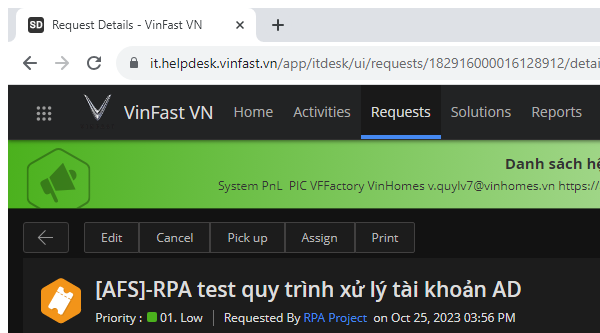 SD Request Details - VinFast VN
it.helpdesk.vinfast.vn/app/itdesk/ui/requests/182916000016128912/detai
VinFast VN Home Activities Requests Solutions Reports
Danh sách hệ
System PnL PIC VFFactory VinHomes v.quylv7@vinhomes.vn https://
Edit Cancel Pick up Assign Print
[AFS]-RPA test quy trình xử lý tài khoản AD
Priority : 01. Low Requested By RPA Project on Oct 25, 2023 03:56 PM